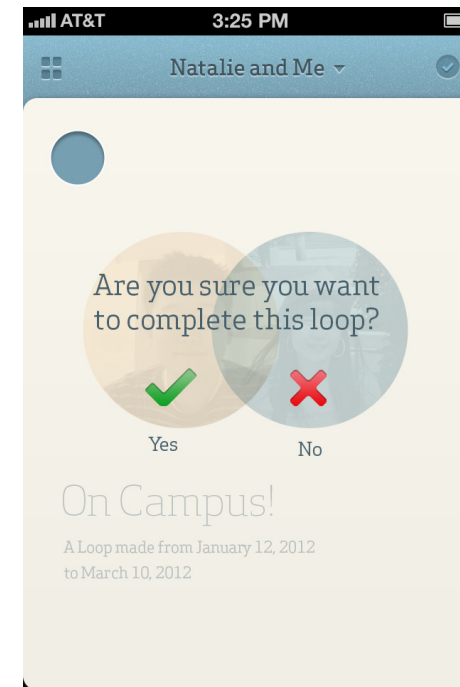 AT&T 3:25 PM
Natalie and Me
Are you sure you want
to complete this loop?
Yes No
On Campus!
A Loop made from January 12, 2012
to March 10, 2012